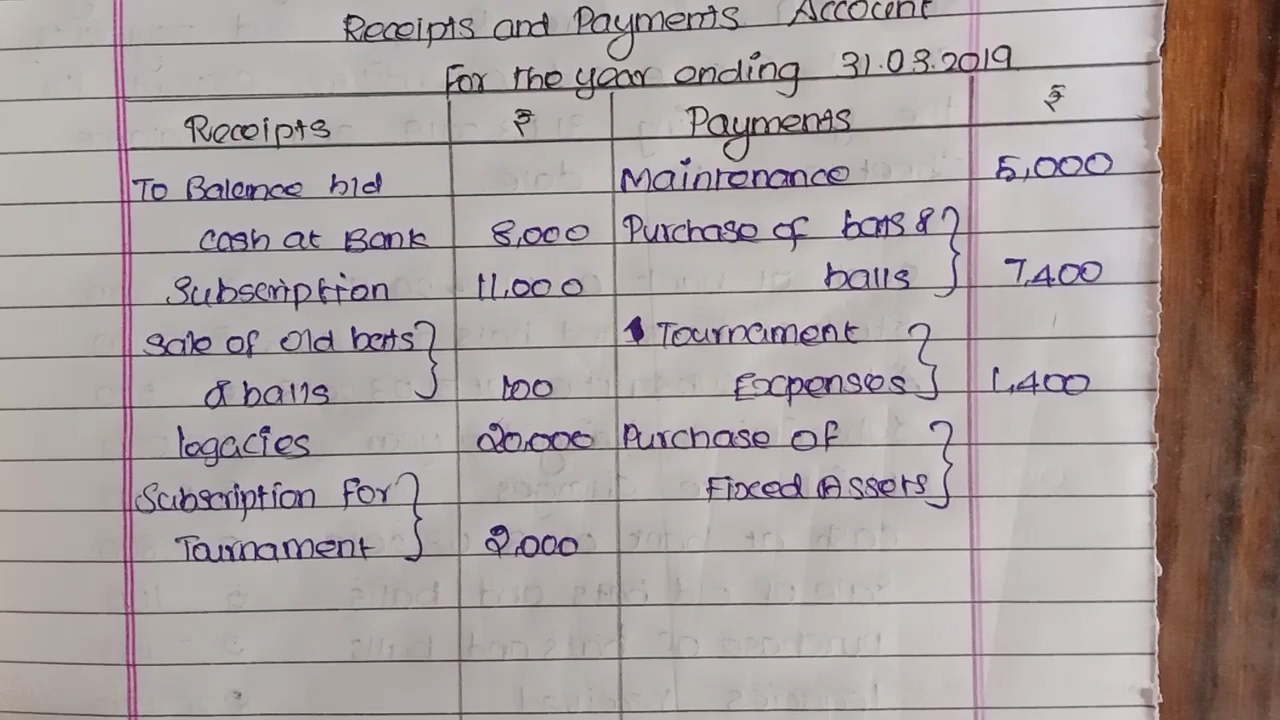 Receipts and Payments Account
For the year ending 31.03.2019
Receipts ₹ Payments ₹
To Balance b/d Maintenance 5,000
cash at Bank 8,000 Purchase of bats &
Subscription 11,000 balls 7,400
Sale of old bats Tournament
& balls 100 Expenses 1,400
legacies 20,000 Purchase of
Subscription for Fixed Assets
Tournament 2,000